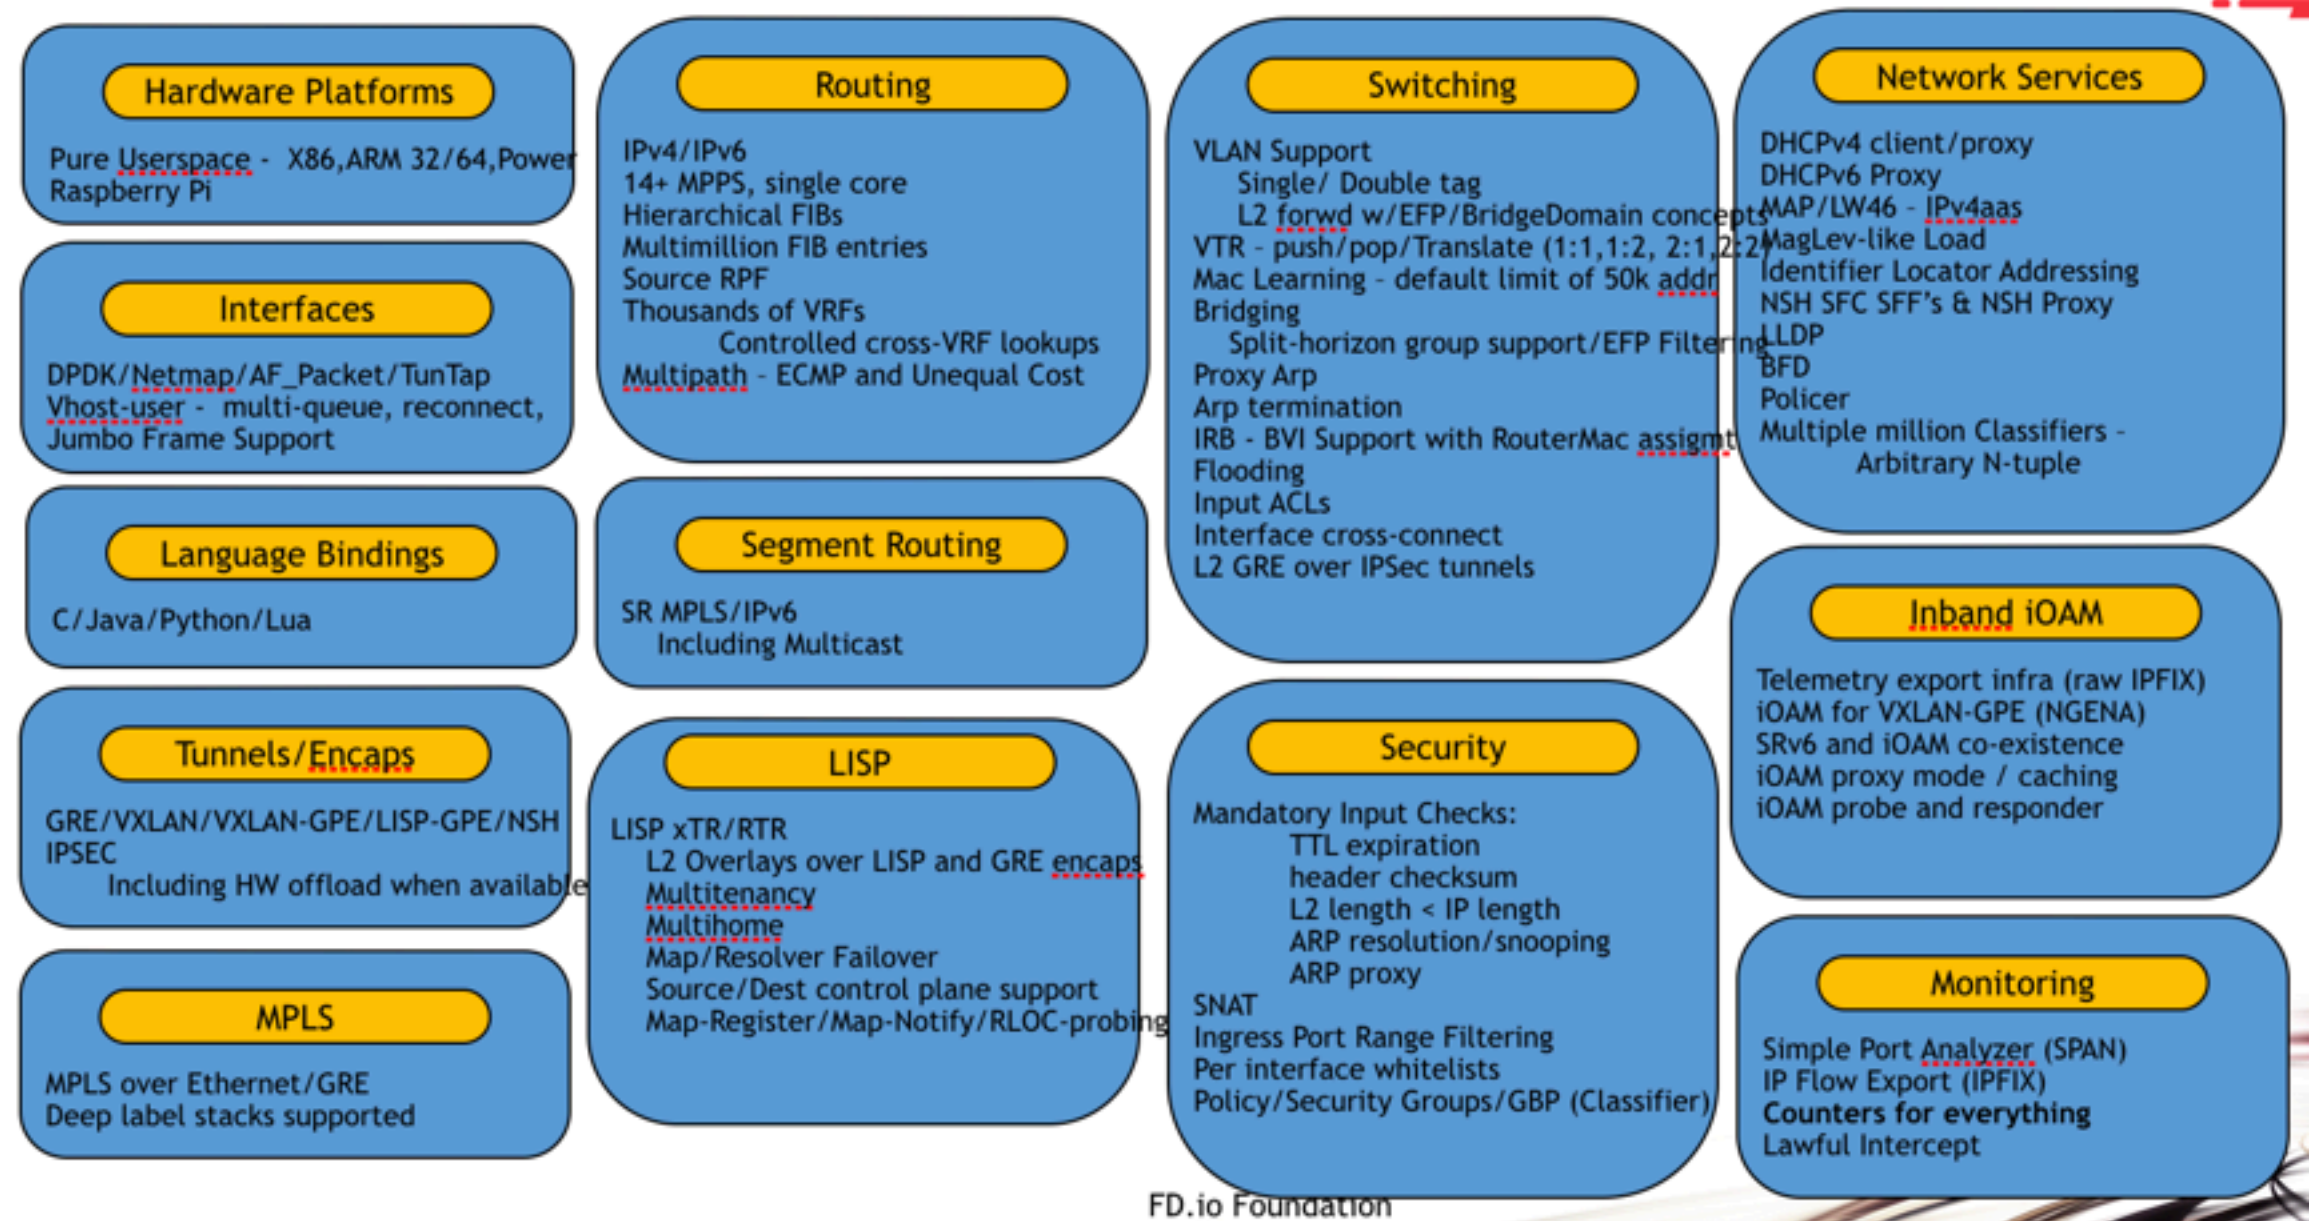 Hardware Platforms
Pure Userspace - X86,ARM 32/64,Power
Raspberry Pi
Interfaces
DPDK/Netmap/AF_Packet/TunTap
Vhost-user - multi-queue, reconnect,
Jumbo Frame Support
Language Bindings
C/Java/Python/Lua
Tunnels/Encaps
GRE/VXLAN/VXLAN-GPE/LISP-GPE/NSH
IPSEC
Including HW offload when available
MPLS
MPLS over Ethernet/GRE
Deep label stacks supported
Routing
IPv4/IPv6
14+ MPPS, single core
Hierarchical FIBs
Multimillion FIB entries
Source RPF
Thousands of VRFs
Controlled cross-VRF lookups
Multipath – ECMP and Unequal Cost
Segment Routing
SR MPLS/IPv6
Including Multicast
LISP
LISP xTR/RTR
L2 Overlays over LISP and GRE encaps
Multitenancy
Multihome
Map/Resolver Failover
Source/Dest control plane support
Map-Register/Map-Notify/RLOC-probing
Switching
VLAN Support
Single/ Double tag
L2 forwd w/EFP/BridgeDomain concepts
VTR – push/pop/Translate (1:1,1:2, 2:1,2:2)
Mac Learning – default limit of 50k addr
Bridging
Split-horizon group support/EFP Filtering
Proxy Arp
Arp termination
IRB - BVI Support with RouterMac assigmt
Flooding
Input ACLs
Interface cross-connect
L2 GRE over IPSec tunnels
Security
Mandatory Input Checks:
TTL expiration
header checksum
L2 length < IP length
ARP resolution/snooping
ARP proxy
SNAT
Ingress Port Range Filtering
Per interface whitelists
Policy/Security Groups/GBP (Classifier)
Network Services
DHCPv4 client/proxy
DHCPv6 Proxy
MAP/LW46 – IPv4aas
MagLev-like Load
Identifier Locator Addressing
NSH SFC SFF's & NSH Proxy
LLDP
BFD
Policer
Multiple million Classifiers –
Arbitrary N-tuple
Inband iOAM
Telemetry export infra (raw IPFIX)
iOAM for VXLAN-GPE (NGENA)
SRv6 and iOAM co-existence
iOAM proxy mode / caching
iOAM probe and responder
Monitoring
Simple Port Analyzer (SPAN)
IP Flow Export (IPFIX)
Counters for everything
Lawful Intercept
FD.io Foundation